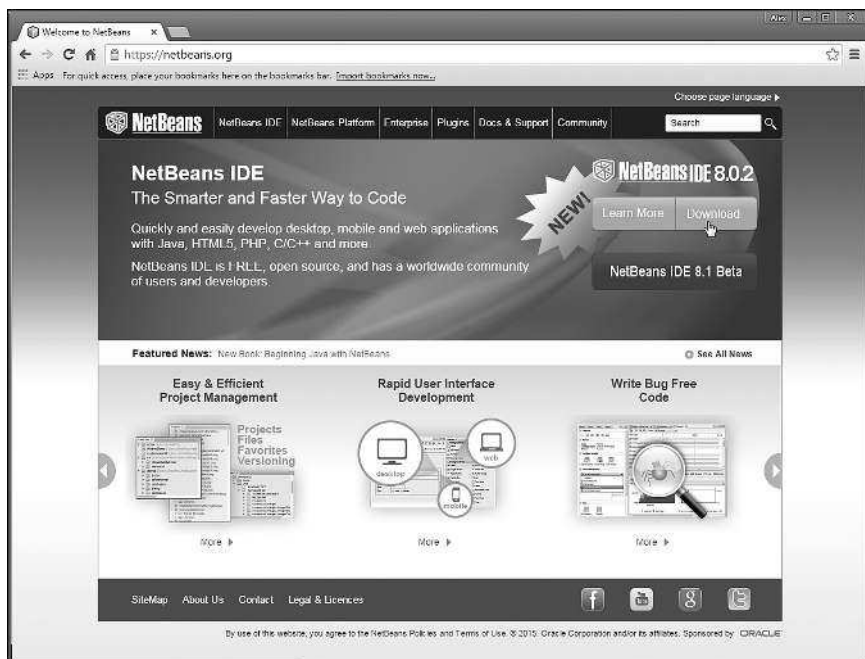 Alex
Welcome to NetBeans
https://netbeans.org
Apps For quick access, place your bookmarks here on the bookmarks bar. Import bookmarks now...
Choose page language
NetBeans
NetBeans IDE NetBeans Platform Enterprise Plugins Docs & Support Community
Search
NetBeans IDE
The Smarter and Faster Way to Code
Quickly and easily develop desktop, mobile and web applications
with Java, HTML5, PHP, C/C++ and more.
NetBeans IDE is FREE, open source, and has a worldwide community
of users and developers.
NEW!
NetBeans IDE 8.0.2
Learn More Download
NetBeans IDE 8.1 Beta
Featured News: New Book: Beginning Java with NetBeans
See All News
Easy & Efficient
Project Management
Projects
Files
Favorites
Versioning
More
Rapid User Interface
Development
desktop
web
mobile
More
Write Bug Free
Code
More
SiteMap About Us Contact Legal & Licences
f
You
g
t
By use of this website, you agree to the NetBeans Policies and Terms of Use. © 2015, Oracle Corporation and/or its affiliates. Sponsored by ORACLE